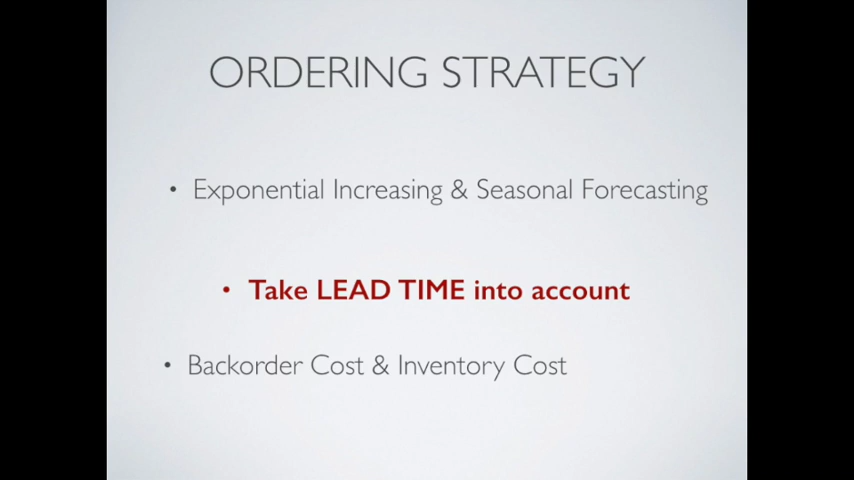 ORDERING STRATEGY
• Exponential Increasing & Seasonal Forecasting
• Take LEAD TIME into account
• Backorder Cost & Inventory Cost